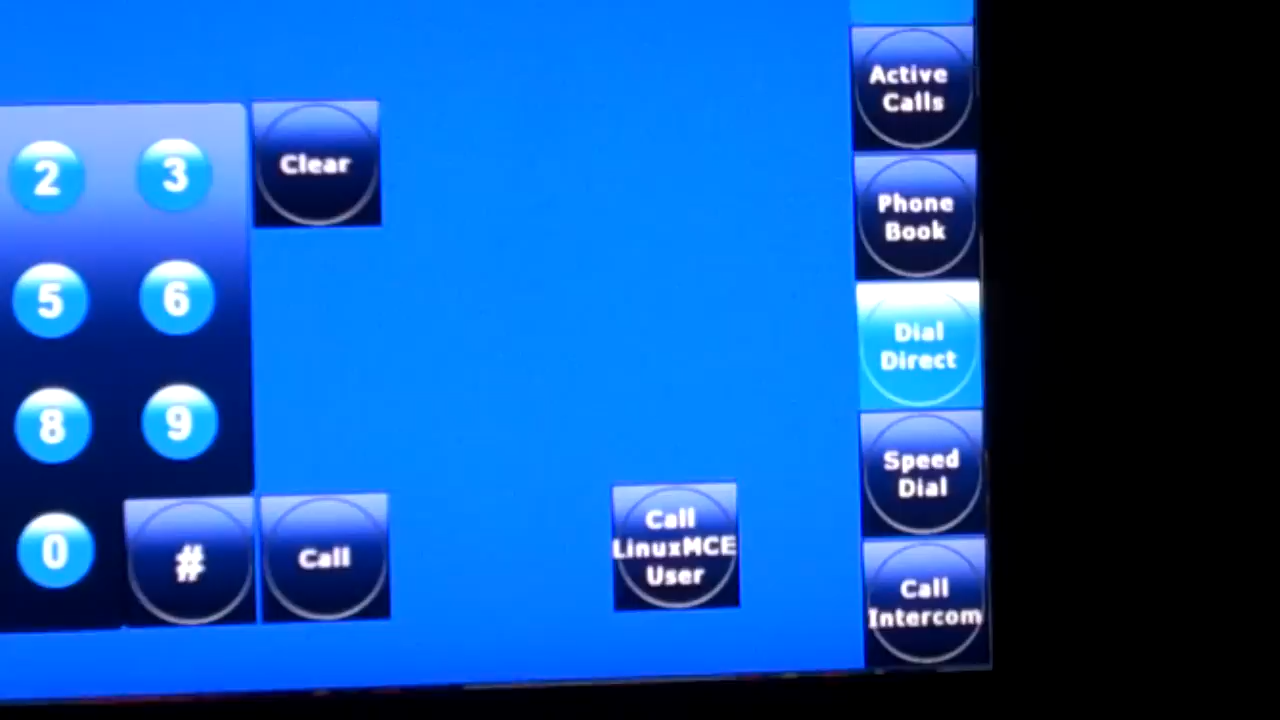 2 3
Clear
5 6
8 9
0 #
Call
Call
LinuxMCE
User
Active
Calls
Phone
Book
Dial
Direct
Speed
Dial
Call
Intercom